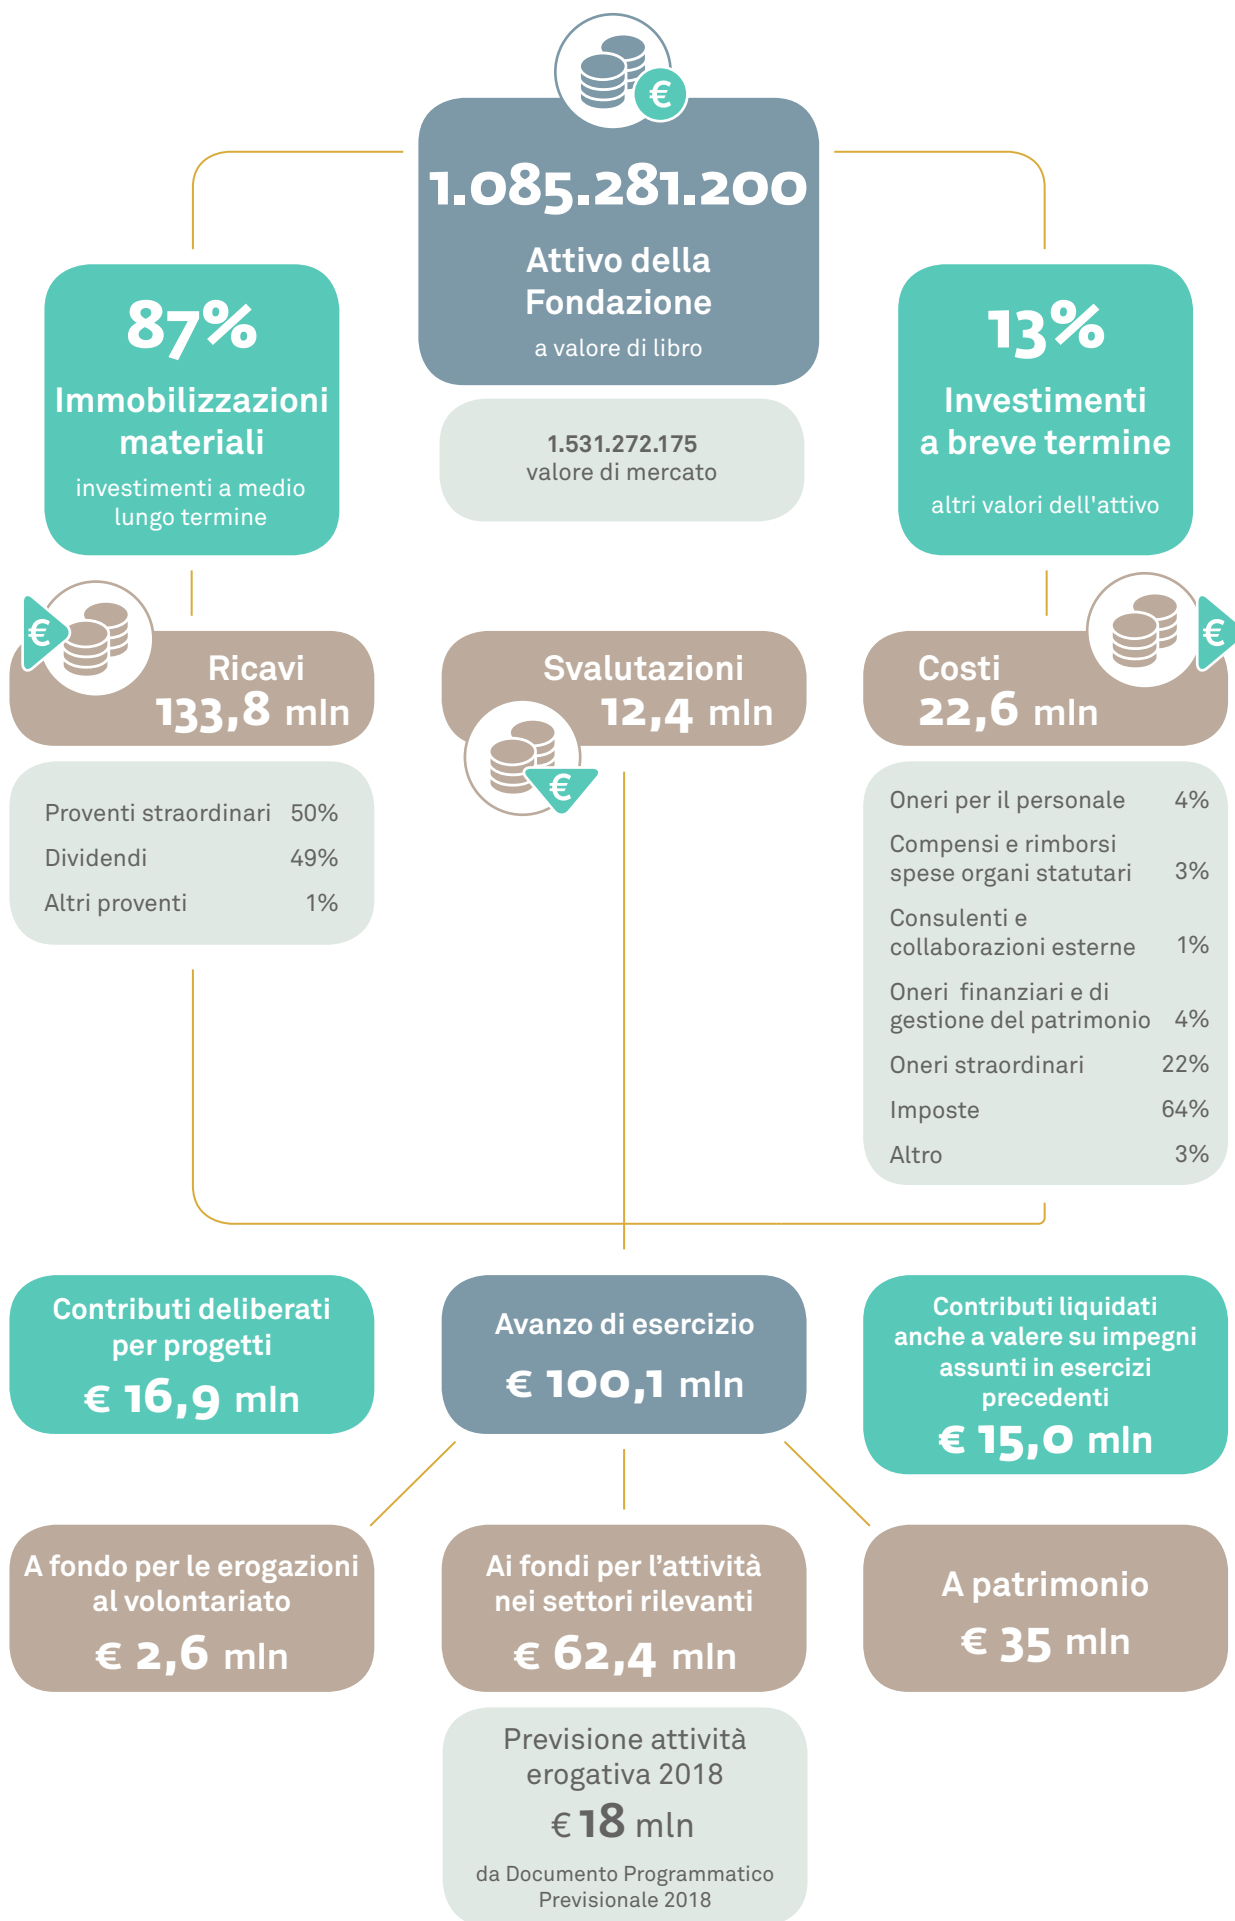 €
1.085.281.200
Attivo della
Fondazione
a valore di libro
1.531.272.175
valore di mercato
87%
Immobilizzazioni
materiali
investimenti a medio
lungo termine
13%
Investimenti
a breve termine
altri valori dell'attivo
€
Ricavi
133,8 mln
Proventi straordinari 50%
Dividendi 49%
Altri proventi 1%
Svalutazioni
12,4 mln
€
€
Costi
22,6 mln
Oneri per il personale 4%
Compensi e rimborsi
spese organi statutari 3%
Consulenti e
collaborazioni esterne 1%
Oneri finanziari e di
gestione del patrimonio 4%
Oneri straordinari 22%
Imposte 64%
Altro 3%
Contributi deliberati
per progetti
€ 16,9 mln
Avanzo di esercizio
€ 100,1 mln
Contributi liquidati
anche a valere su impegni
assunti in esercizi
precedenti
€ 15,0 mln
A fondo per le erogazioni
al volontariato
€ 2,6 mln
Ai fondi per l’attività
nei settori rilevanti
€ 62,4 mln
A patrimonio
€ 35 mln
Previsione attività
erogativa 2018
€ 18 mln
da Documento Programmatico
Previsionale 2018